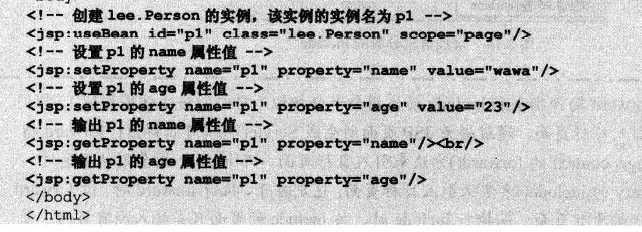 <!-- 创建 lee.Person 的实例，该实例的实例名为 p1 -->
<jsp:useBean id="p1" class="lee.Person" scope="page"/>
<!-- 设置 p1 的 name 属性值 -->
<jsp:setProperty name="p1" property="name" value="wawa"/>
<!-- 设置 p1 的 age 属性值 -->
<jsp:setProperty name="p1" property="age" value="23"/>
<!-- 输出 p1 的 name 属性值 -->
<jsp:getProperty name="p1" property="name"/><br/>
<!-- 输出 p1 的 age 属性值 -->
<jsp:getProperty name="p1" property="age"/>
</body>
</html>